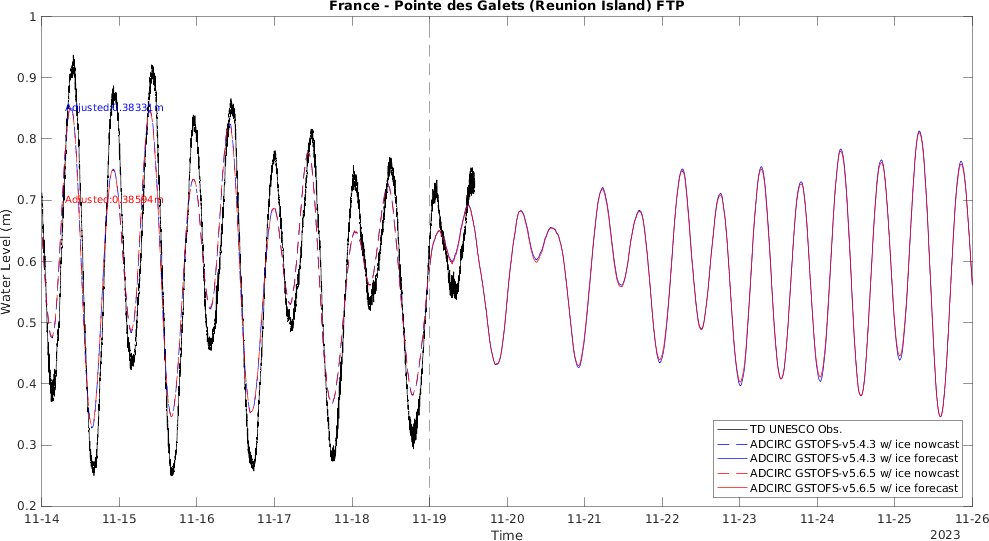 France - Pointe des Galets (Reunion Island) FTP
1
0.9
0.8
0.7
0.6
0.5
0.4
0.3
0.2
Water Level (m)
Adjusted:0.38331m
Adjusted:0.38594m
TD UNESCO Obs.
ADCIRC GSTOFS-v5.4.3 w/ ice nowcast
ADCIRC GSTOFS-v5.4.3 w/ ice forecast
ADCIRC GSTOFS-v5.6.5 w/ ice nowcast
ADCIRC GSTOFS-v5.6.5 w/ ice forecast
11-14 11-15 11-16 11-17 11-18 11-19 11-20 11-21 11-22 11-23 11-24 11-25 11-26
Time
2023